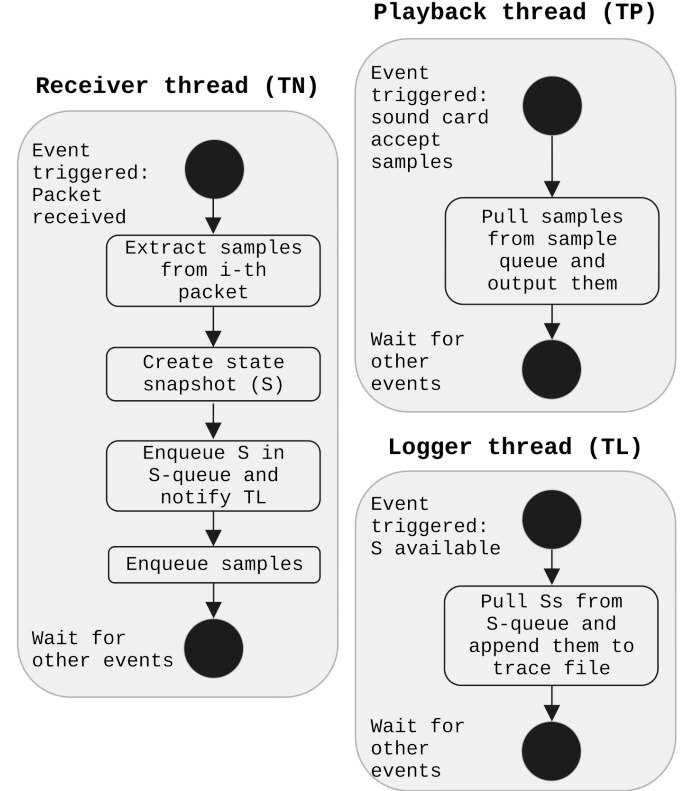 Receiver thread (TN)
Event
triggered:
Packet
received
Extract samples
from i-th
packet
Create state
snapshot (S)
Enqueue S in
S-queue and
notify TL
Enqueue samples
Wait for
other events
Playback thread (TP)
Event
triggered:
sound card
accept
samples
Pull samples
from sample
queue and
output them
Wait for
other
events
Logger thread (TL)
Event
triggered:
S available
Pull Ss from
S-queue and
append them to
trace file
Wait for
other
events